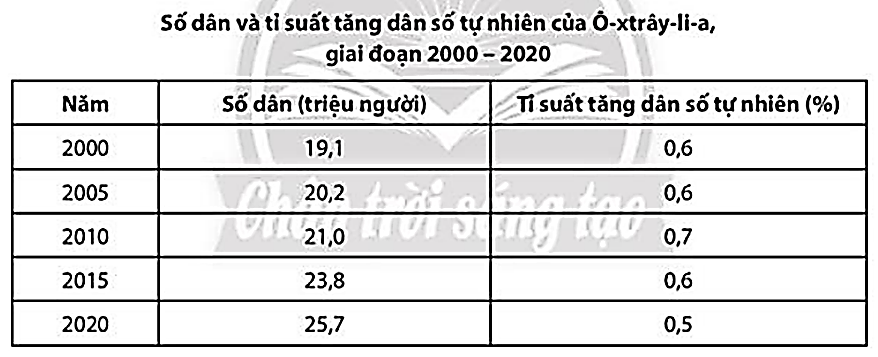 Số dân và tỉ suất tăng dân số tự nhiên của Ô-xtrây-li-a,
giai đoạn 2000 – 2020
Năm Số dân (triệu người) Tỉ suất tăng dân số tự nhiên (%)
2000 19,1 0,6
2005 20,2 0,6
Chân trời sáng tạo
2010 21,0 0,7
2015 23,8 0,6
2020 25,7 0,5